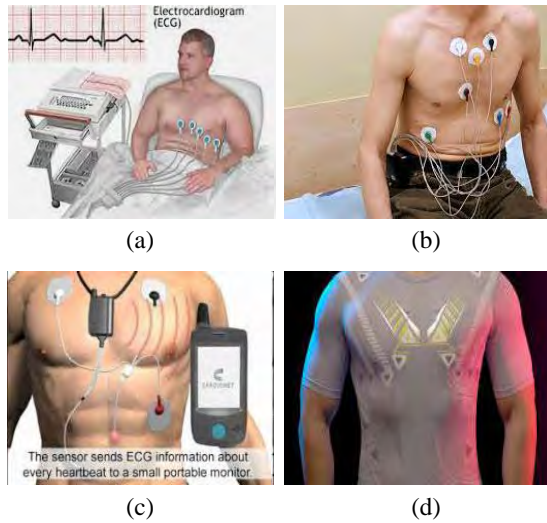 Electrocardiogram
(ECG)
(a)
(b)
CARDIONET
The sensor sends ECG information about
every heartbeat to a small portable monitor.
(c)
(d)